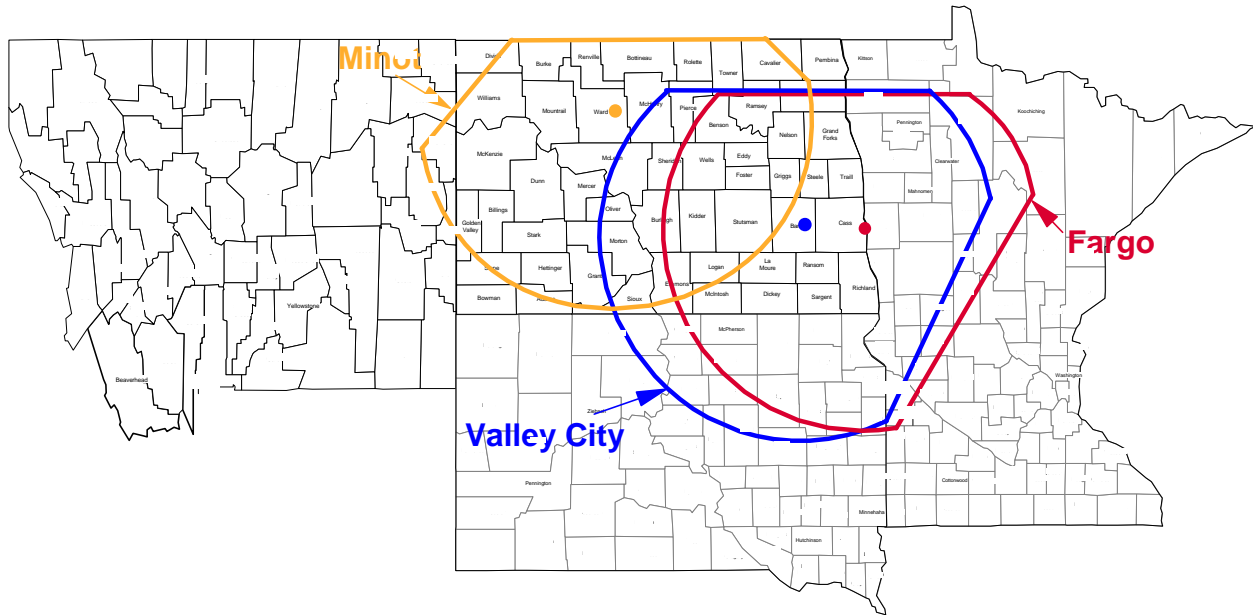 Minot
Divide
Burke
Renville
Bottineau
Rolette
Towner
Cavalier
Pembina
Kittson
Williams
Mountrail
Ward
McHenry
Pierce
Ramsey
Benson
Nelson
Grand
Forks
Pennington
Koochiching
McKenzie
Dunn
McLean
Mercer
Oliver
Sheridan
Wells
Eddy
Foster
Griggs
Steele
Traill
Clearwater
Mahnomen
Billings
Golden
Valley
Stark
Morton
Burleigh
Kidder
Stutsman
Cass
Fargo
Slope
Hettinger
Grant
Emmons
Logan
La
Moure
Ransom
Richland
Bowman
Sioux
McIntosh
Dickey
Sargent
Yellowstone
McPherson
Beaverhead
Washington
Valley City
Pennington
Cottonwood
Minnehaha
Hutchinson